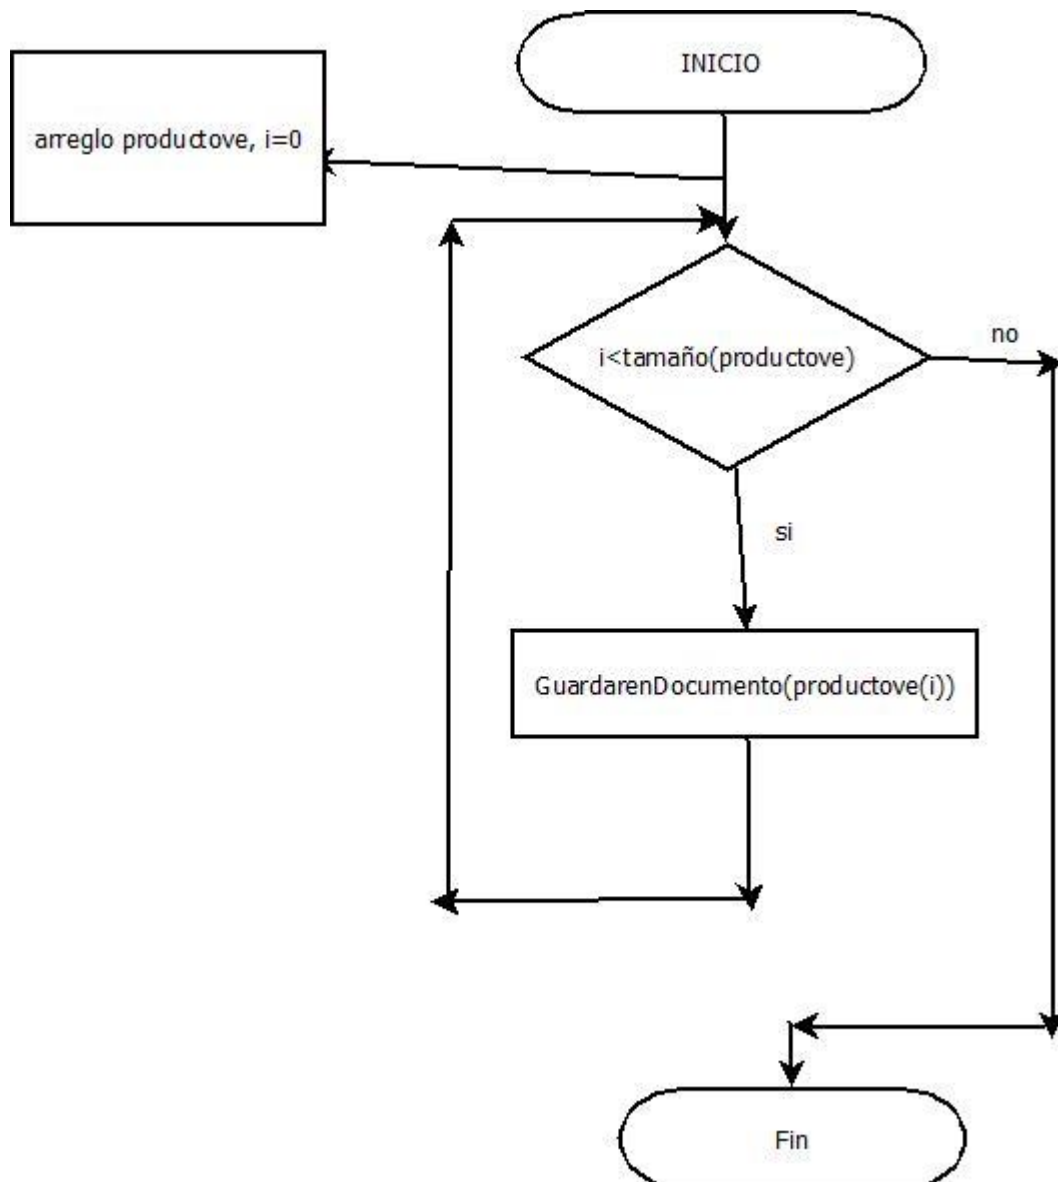 INICIO
arreglo productove, i=0
i<tamaño(productove)
no
si
GuardarenDocumento(productove(i))
Fin